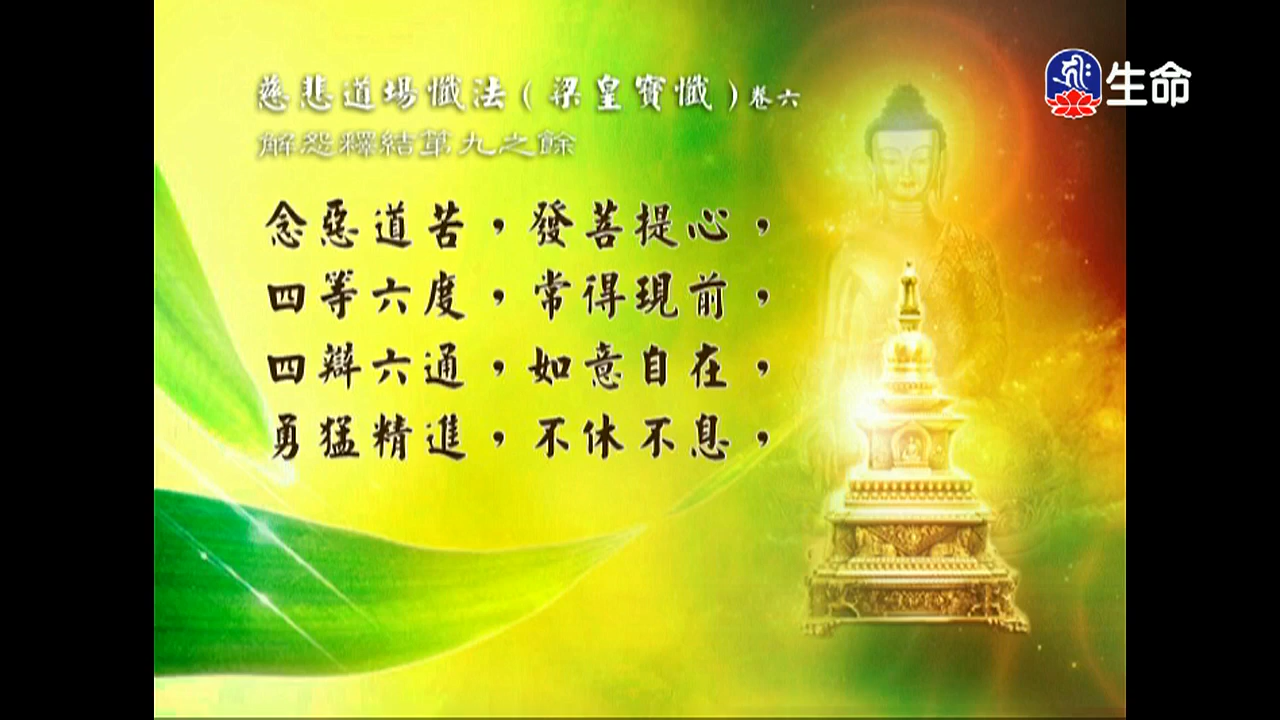 慈悲道場懺法（梁皇寶懺）卷六
生命
解怨釋結第九之餘
念惡道苦，發菩提心，
四等六度，常得現前，
四辯六通，如意自在，
勇猛精進，不休不息，